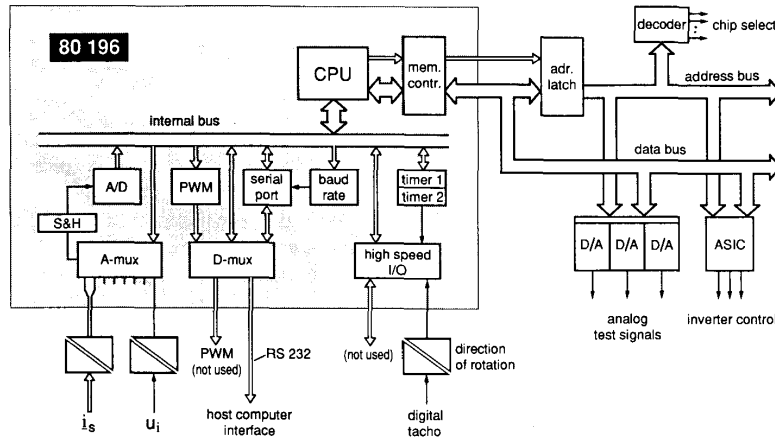 80 196
CPU
mem.
contr.
adr.
latch
decoder
chip select
address bus
internal bus
data bus
A/D
PWM
serial
port
baud
rate
timer 1
timer 2
S&H
A-mux
D-mux
high speed
I/O
D/A
D/A
D/A
ASIC
analog
test signals
inverter control
PWM
(not used)
RS 232
(not used)
direction
of rotation
i_s
u_i
host computer
interface
digital
tacho